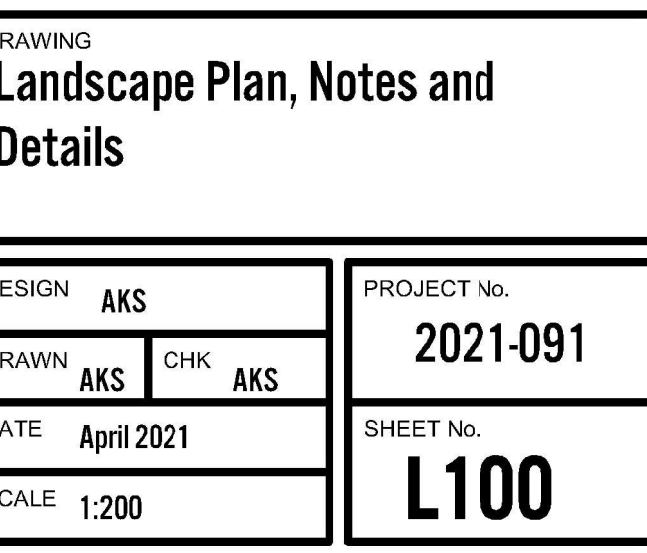 RAWING
Landscape Plan, Notes and
Details
ESIGN AKS
RAWN AKS CHK AKS
ATE April 2021
CALE 1:200
PROJECT No.
2021-091
SHEET No.
L100